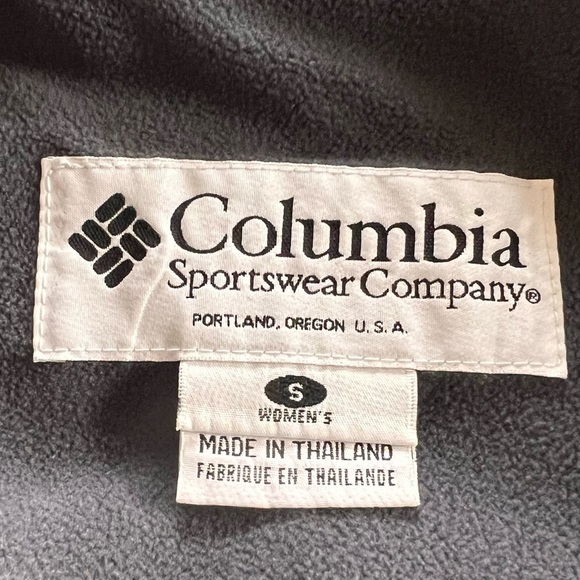 Columbia
Sportswear Company®
PORTLAND, OREGON U.S.A.
S
WOMEN'S
MADE IN THAILAND
FABRIQUE EN THAILANDE